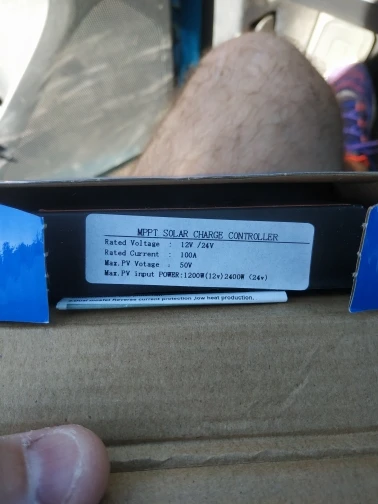 MPPT SOLAR CHARGE CONTROLLER
Rated Voltage : 12V /24V
Rated Current : 100A
Max.PV Votage : 50V
Max.PV input POWER:1200W(12v)2400W (24v)
Reverse current protection ,low heat production,